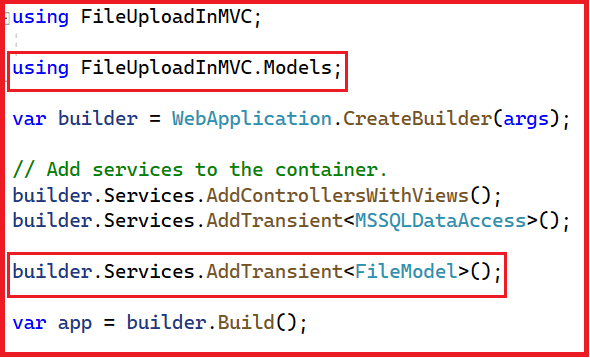 using FileUploadInMVC;
using FileUploadInMVC.Models;
var builder = WebApplication.CreateBuilder(args);
// Add services to the container.
builder.Services.AddControllersWithViews();
builder.Services.AddTransient<MSSQLDataAccess>();
builder.Services.AddTransient<FileModel>();
var app = builder.Build();